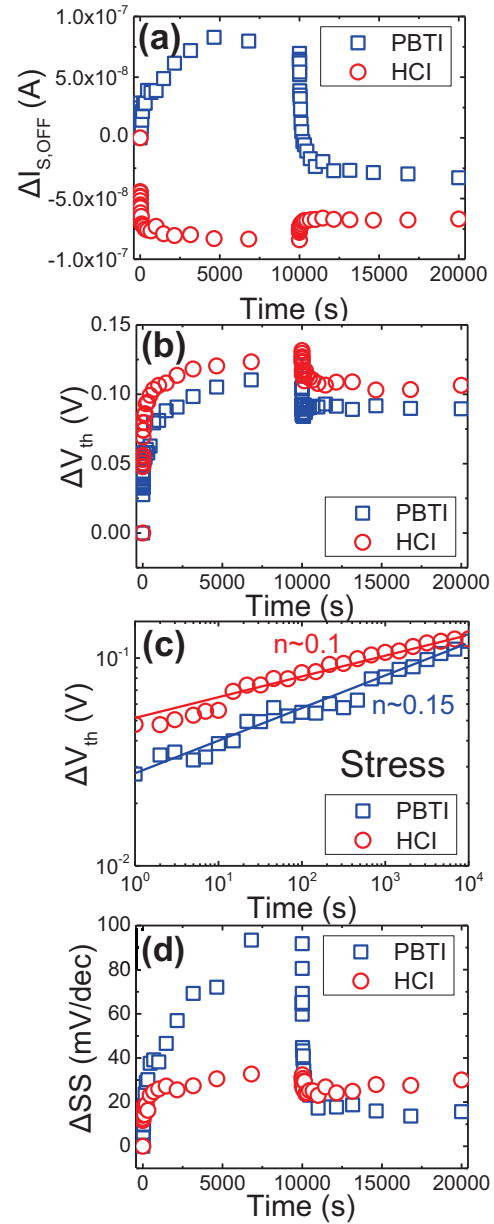 (a)
PBTI
HCI
1.0x10⁻⁷
5.0x10⁻⁸
0.0
-5.0x10⁻⁸
-1.0x10⁻⁷
ΔI_S,OFF (A)
0 5000 10000 15000 20000
Time (s)
(b)
0.15
0.10
0.05
0.00
ΔV_th (V)
PBTI
HCI
0 5000 10000 15000 20000
Time (s)
(c)
n~0.1
n~0.15
Stress
10⁻¹
10⁻²
ΔV_th (V)
PBTI
HCI
10⁰ 10¹ 10² 10³ 10⁴
Time (s)
(d)
PBTI
HCI
100
80
60
40
20
0
ΔSS (mV/dec)
0 5000 10000 15000 20000
Time (s)